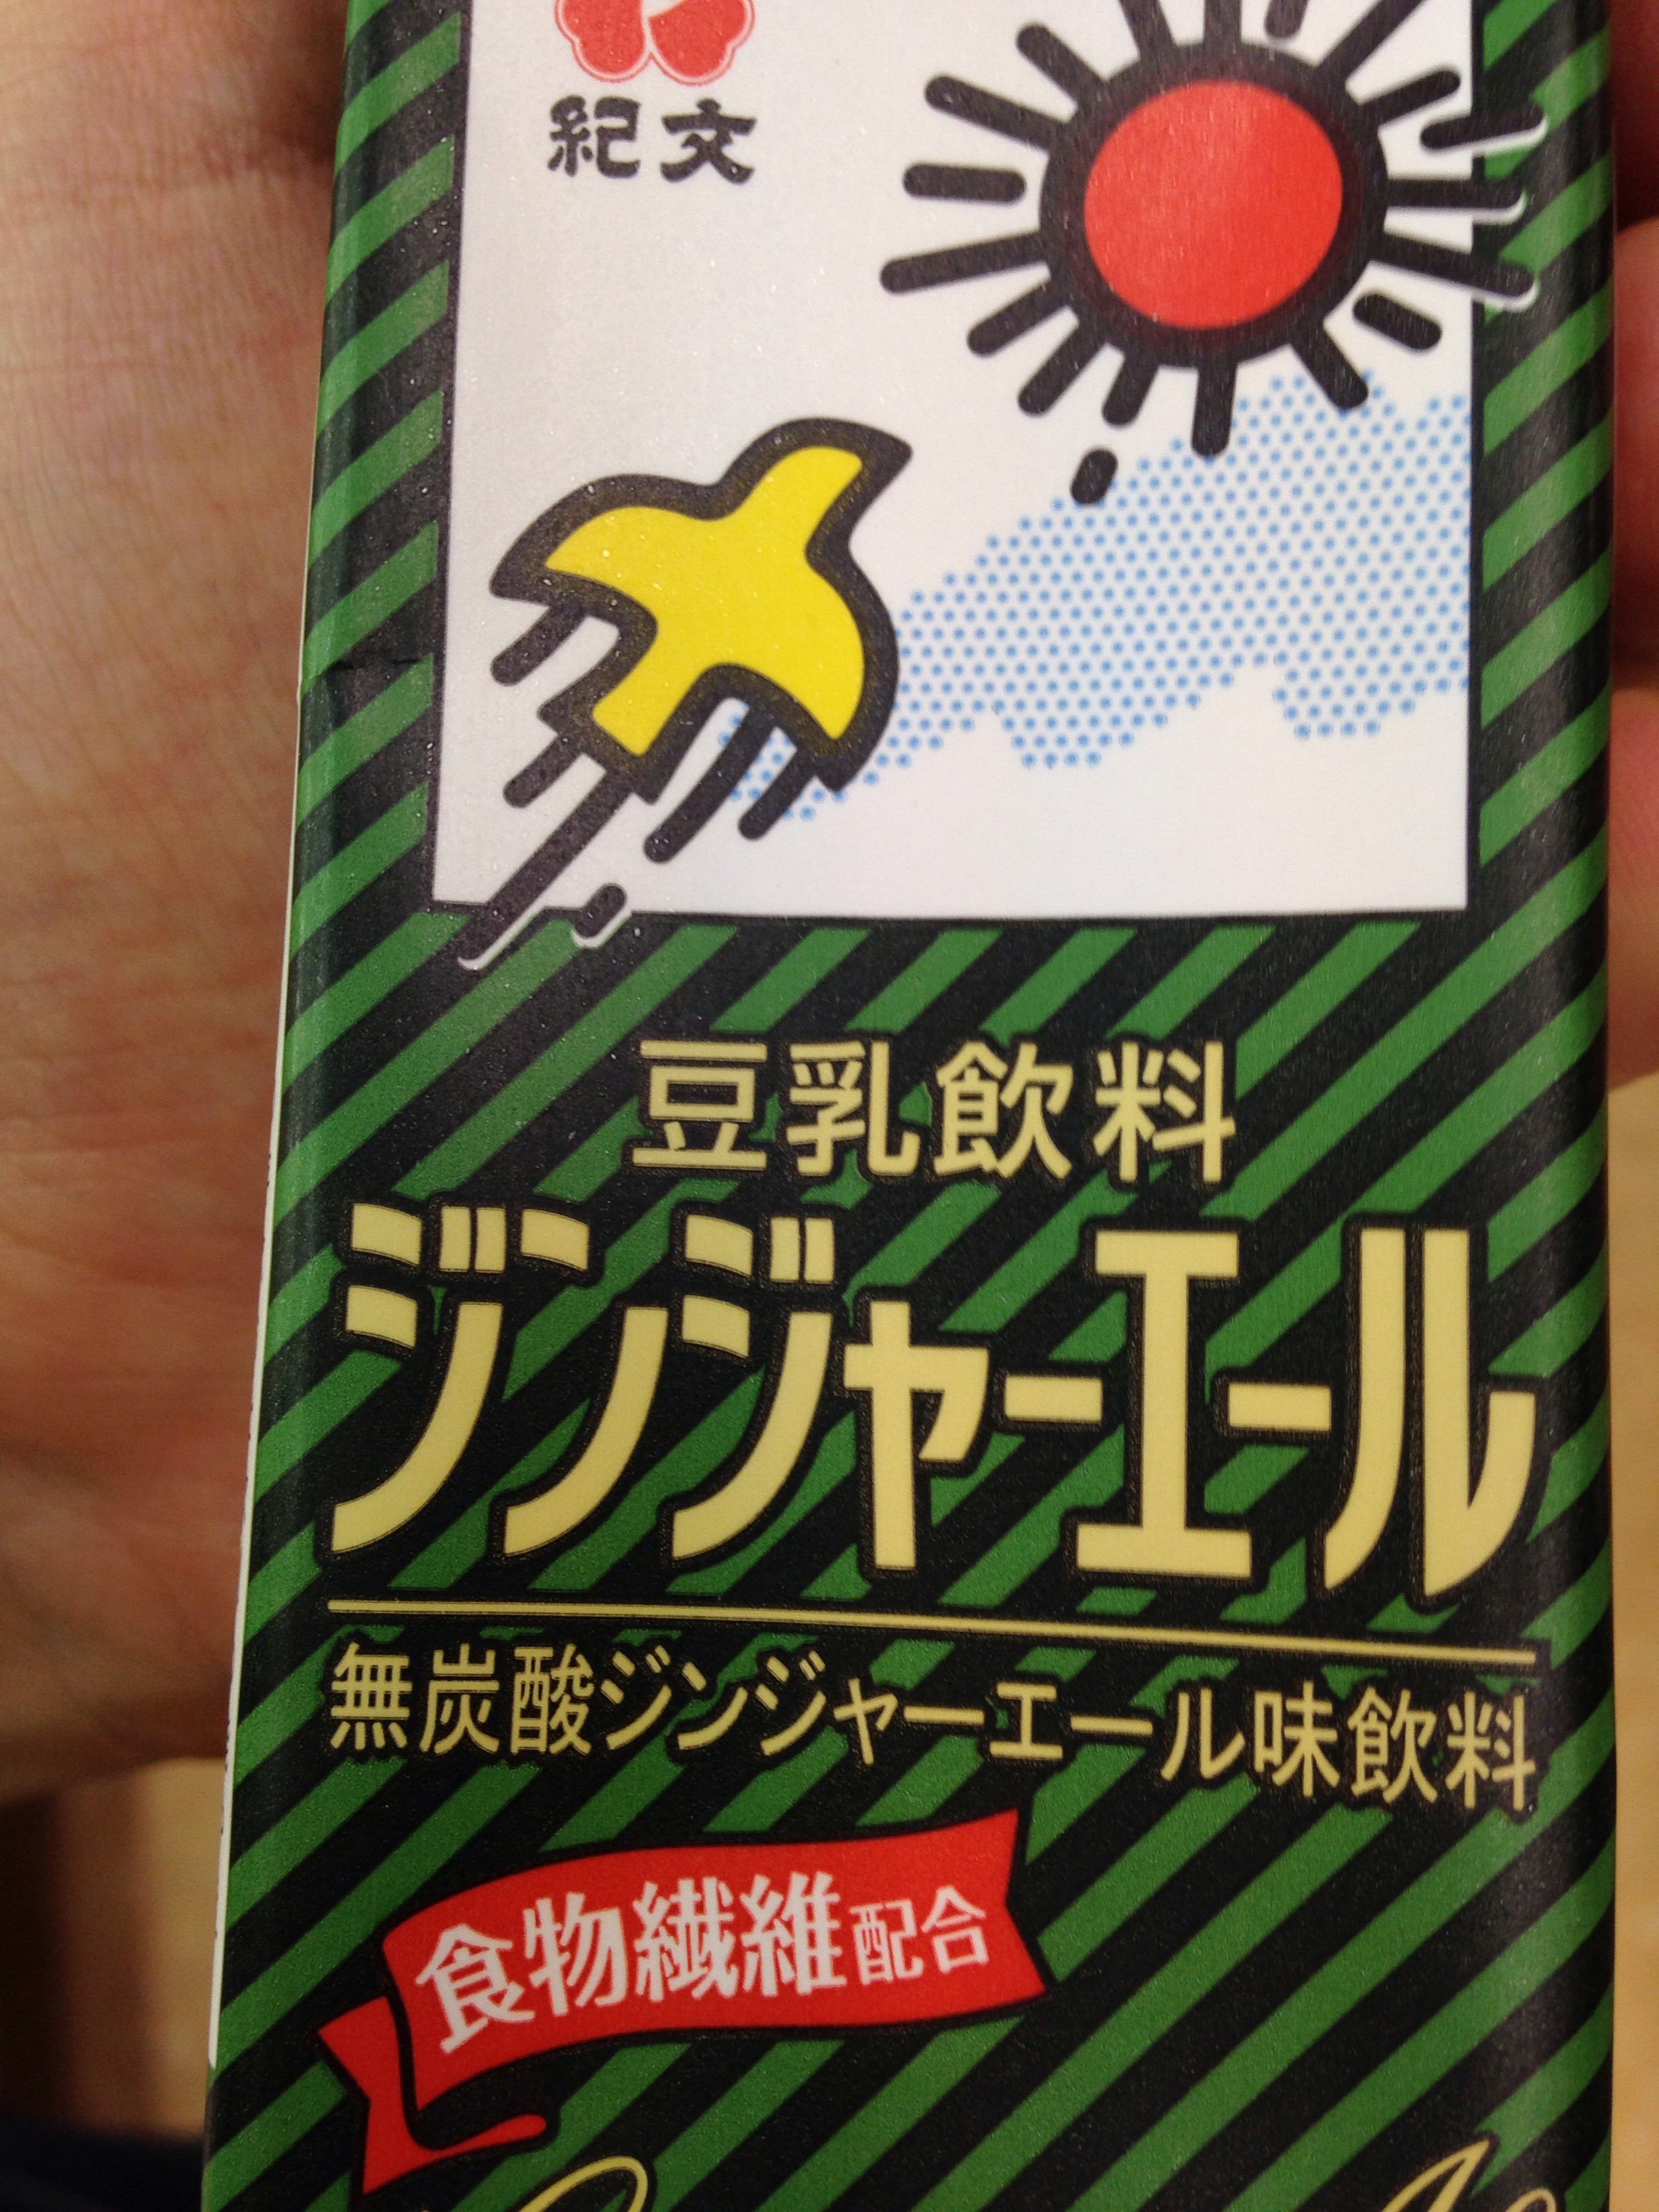 紀文
豆乳飲料
ジンジャーエール
無炭酸ジンジャーエール味飲料
食物繊維配合